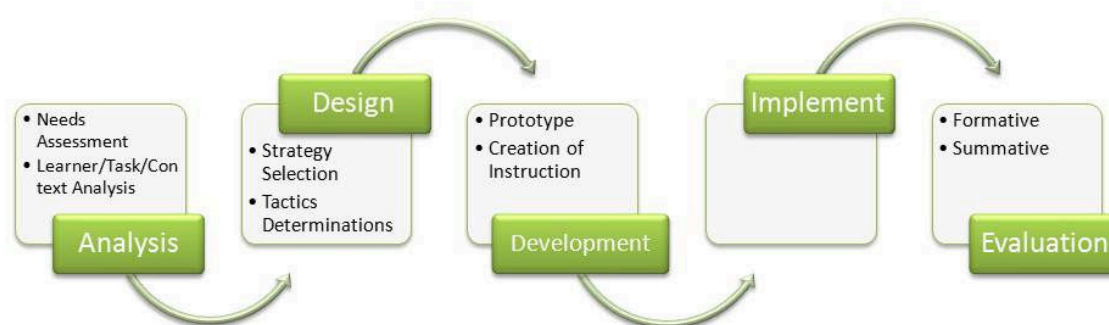 • Needs
Assessment
• Learner/Task/Con
text Analysis
Analysis
Design
• Strategy
Selection
• Tactics
Determinations
• Prototype
• Creation of
Instruction
Development
Implement
• Formative
• Summative
Evaluation